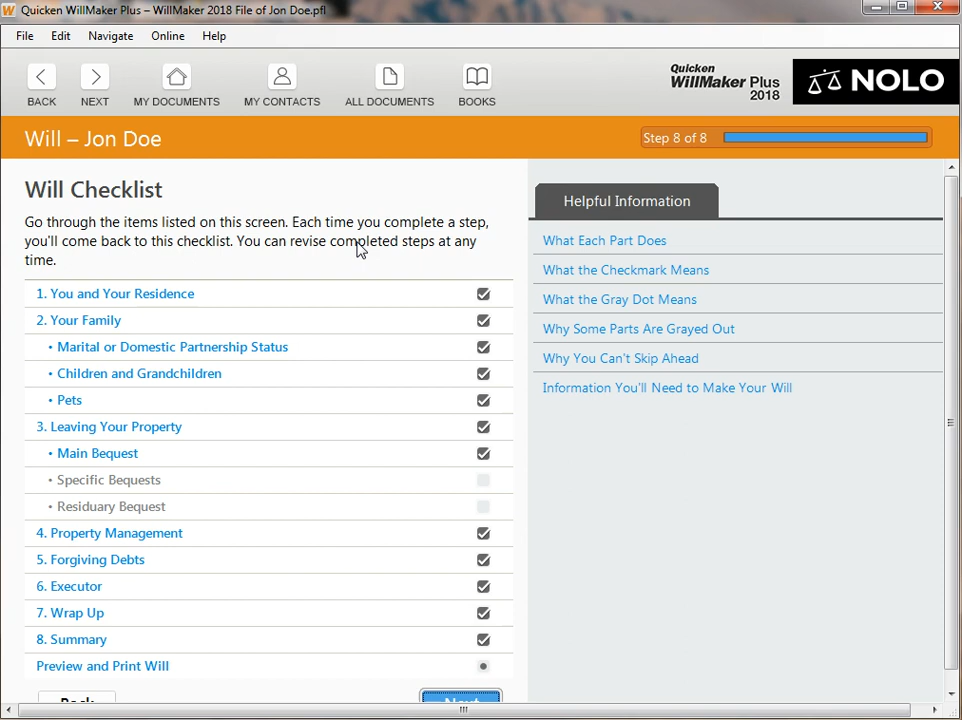 Quicken WillMaker Plus – WillMaker 2018 File of Jon Doe.pfl
File Edit Navigate Online Help
BACK NEXT MY DOCUMENTS MY CONTACTS ALL DOCUMENTS BOOKS
Quicken
WillMaker Plus
2018
NOLO
Will – Jon Doe
Step 8 of 8
Will Checklist
Go through the items listed on this screen. Each time you complete a step,
you'll come back to this checklist. You can revise completed steps at any
time.
1. You and Your Residence
2. Your Family
• Marital or Domestic Partnership Status
• Children and Grandchildren
• Pets
3. Leaving Your Property
• Main Bequest
• Specific Bequests
• Residuary Bequest
4. Property Management
5. Forgiving Debts
6. Executor
7. Wrap Up
8. Summary
Preview and Print Will
Back Next
Helpful Information
What Each Part Does
What the Checkmark Means
What the Gray Dot Means
Why Some Parts Are Grayed Out
Why You Can't Skip Ahead
Information You'll Need to Make Your Will